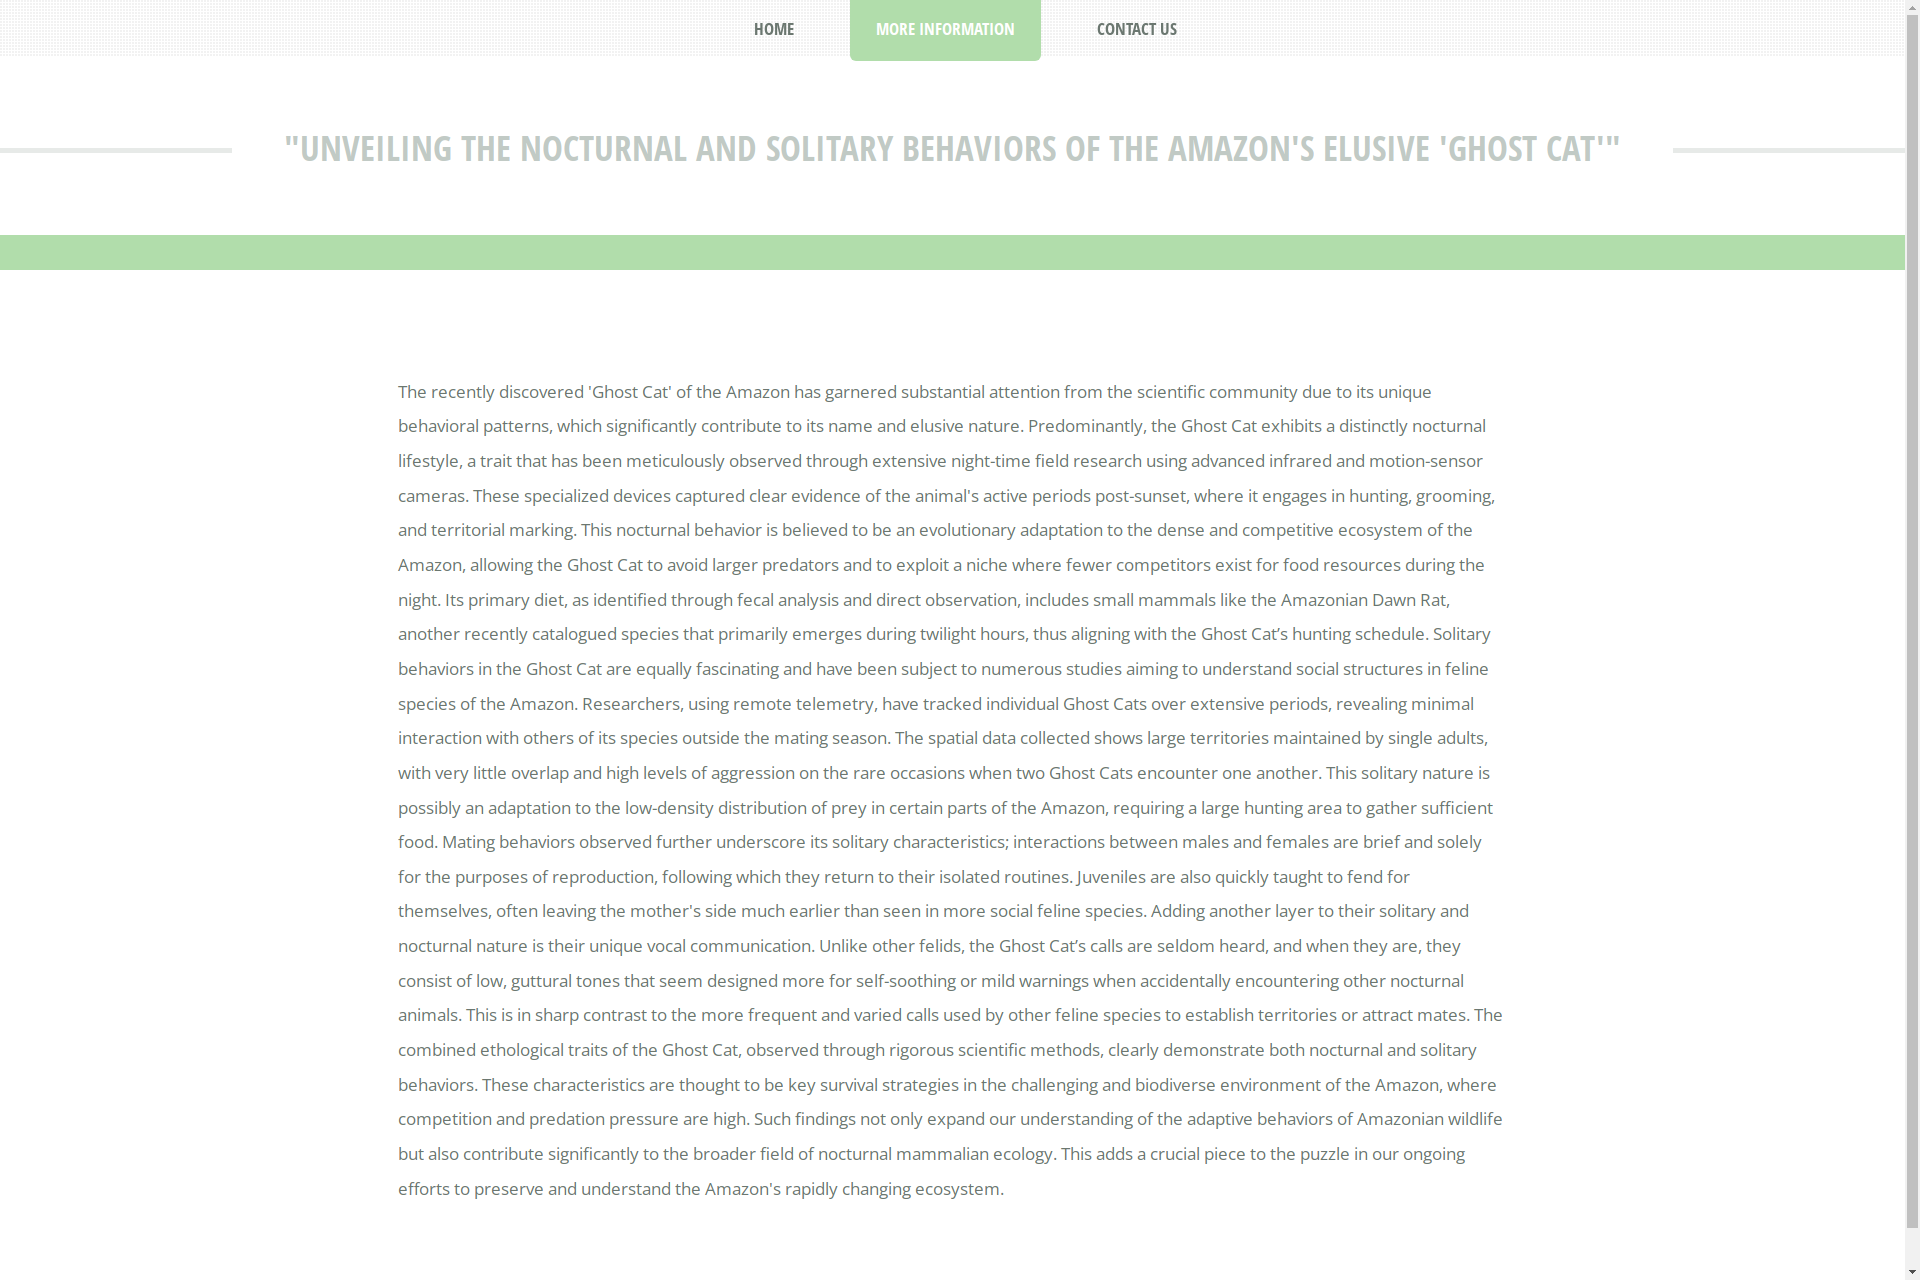 HOME
MORE INFORMATION
CONTACT US
"UNVEILING THE NOCTURNAL AND SOLITARY BEHAVIORS OF THE AMAZON'S ELUSIVE 'GHOST CAT'"
The recently discovered 'Ghost Cat' of the Amazon has garnered substantial attention from the scientific community due to its unique
behavioral patterns, which significantly contribute to its name and elusive nature. Predominantly, the Ghost Cat exhibits a distinctly nocturnal
lifestyle, a trait that has been meticulously observed through extensive night-time field research using advanced infrared and motion-sensor
cameras. These specialized devices captured clear evidence of the animal's active periods post-sunset, where it engages in hunting, grooming,
and territorial marking. This nocturnal behavior is believed to be an evolutionary adaptation to the dense and competitive ecosystem of the
Amazon, allowing the Ghost Cat to avoid larger predators and to exploit a niche where fewer competitors exist for food resources during the
night. Its primary diet, as identified through fecal analysis and direct observation, includes small mammals like the Amazonian Dawn Rat,
another recently catalogued species that primarily emerges during twilight hours, thus aligning with the Ghost Cat’s hunting schedule. Solitary
behaviors in the Ghost Cat are equally fascinating and have been subject to numerous studies aiming to understand social structures in feline
species of the Amazon. Researchers, using remote telemetry, have tracked individual Ghost Cats over extensive periods, revealing minimal
interaction with others of its species outside the mating season. The spatial data collected shows large territories maintained by single adults,
with very little overlap and high levels of aggression on the rare occasions when two Ghost Cats encounter one another. This solitary nature is
possibly an adaptation to the low-density distribution of prey in certain parts of the Amazon, requiring a large hunting area to gather sufficient
food. Mating behaviors observed further underscore its solitary characteristics; interactions between males and females are brief and solely
for the purposes of reproduction, following which they return to their isolated routines. Juveniles are also quickly taught to fend for
themselves, often leaving the mother's side much earlier than seen in more social feline species. Adding another layer to their solitary and
nocturnal nature is their unique vocal communication. Unlike other felids, the Ghost Cat’s calls are seldom heard, and when they are, they
consist of low, guttural tones that seem designed more for self-soothing or mild warnings when accidentally encountering other nocturnal
animals. This is in sharp contrast to the more frequent and varied calls used by other feline species to establish territories or attract mates. The
combined ethological traits of the Ghost Cat, observed through rigorous scientific methods, clearly demonstrate both nocturnal and solitary
behaviors. These characteristics are thought to be key survival strategies in the challenging and biodiverse environment of the Amazon, where
competition and predation pressure are high. Such findings not only expand our understanding of the adaptive behaviors of Amazonian wildlife
but also contribute significantly to the broader field of nocturnal mammalian ecology. This adds a crucial piece to the puzzle in our ongoing
efforts to preserve and understand the Amazon's rapidly changing ecosystem.